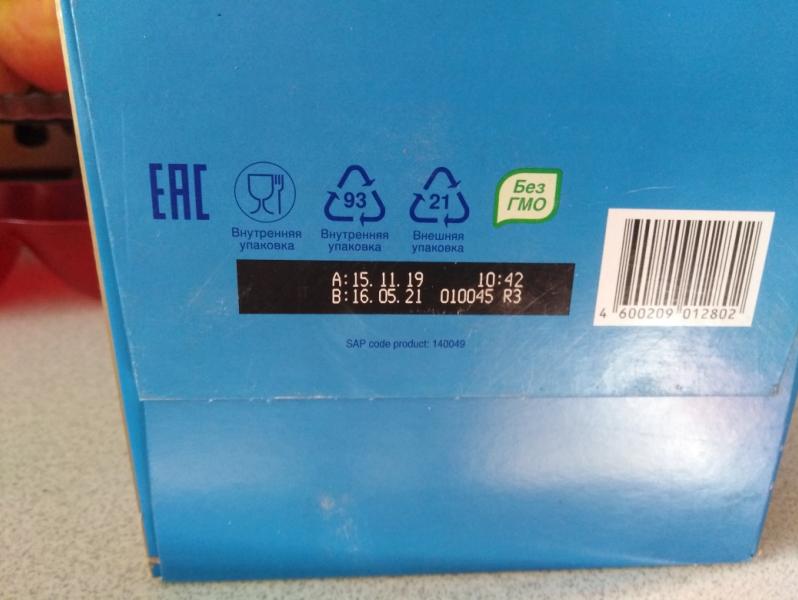 EAC
93
21
Без
ГМО
Внутренняя
упаковка
Внутренняя
упаковка
Внешняя
упаковка
A:15.11.19 10:42
B:16.05.21 010045 R3
4 600209 012802
SAP code product: 140049